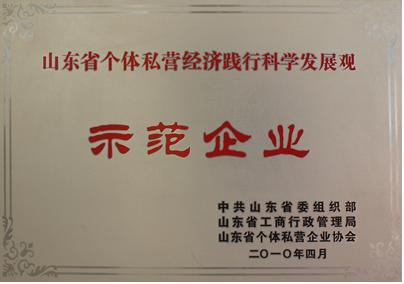 山东省个体私营经济践行科学发展观
示范企业
中共山东省委组织部
山东省工商行政管理局
山东省个体私营企业协会
二〇一〇年四月